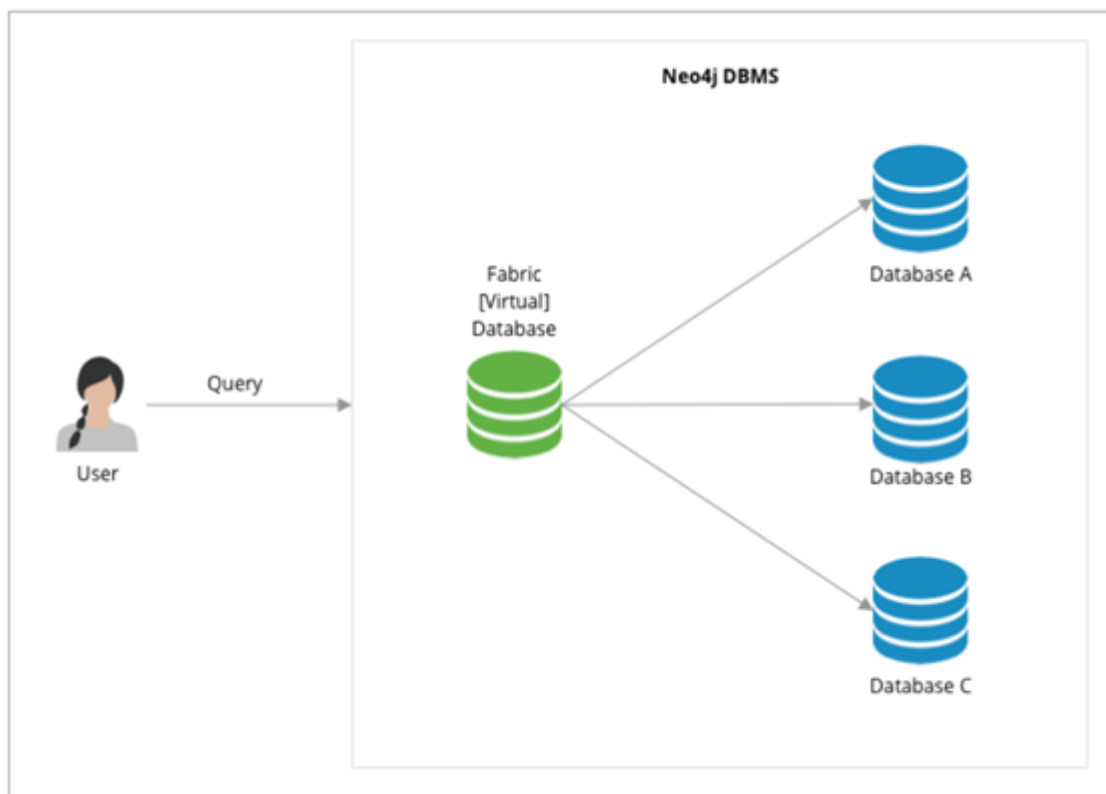 Neo4j DBMS
Database A
Fabric
[Virtual]
Database
Query
User
Database B
Database C